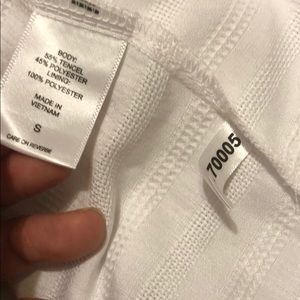 BODY:
55% TENCEL
45% POLYESTER
LINING:
100% POLYESTER
MADE IN
VIETNAM
S
CARE ON REVERSE
70005